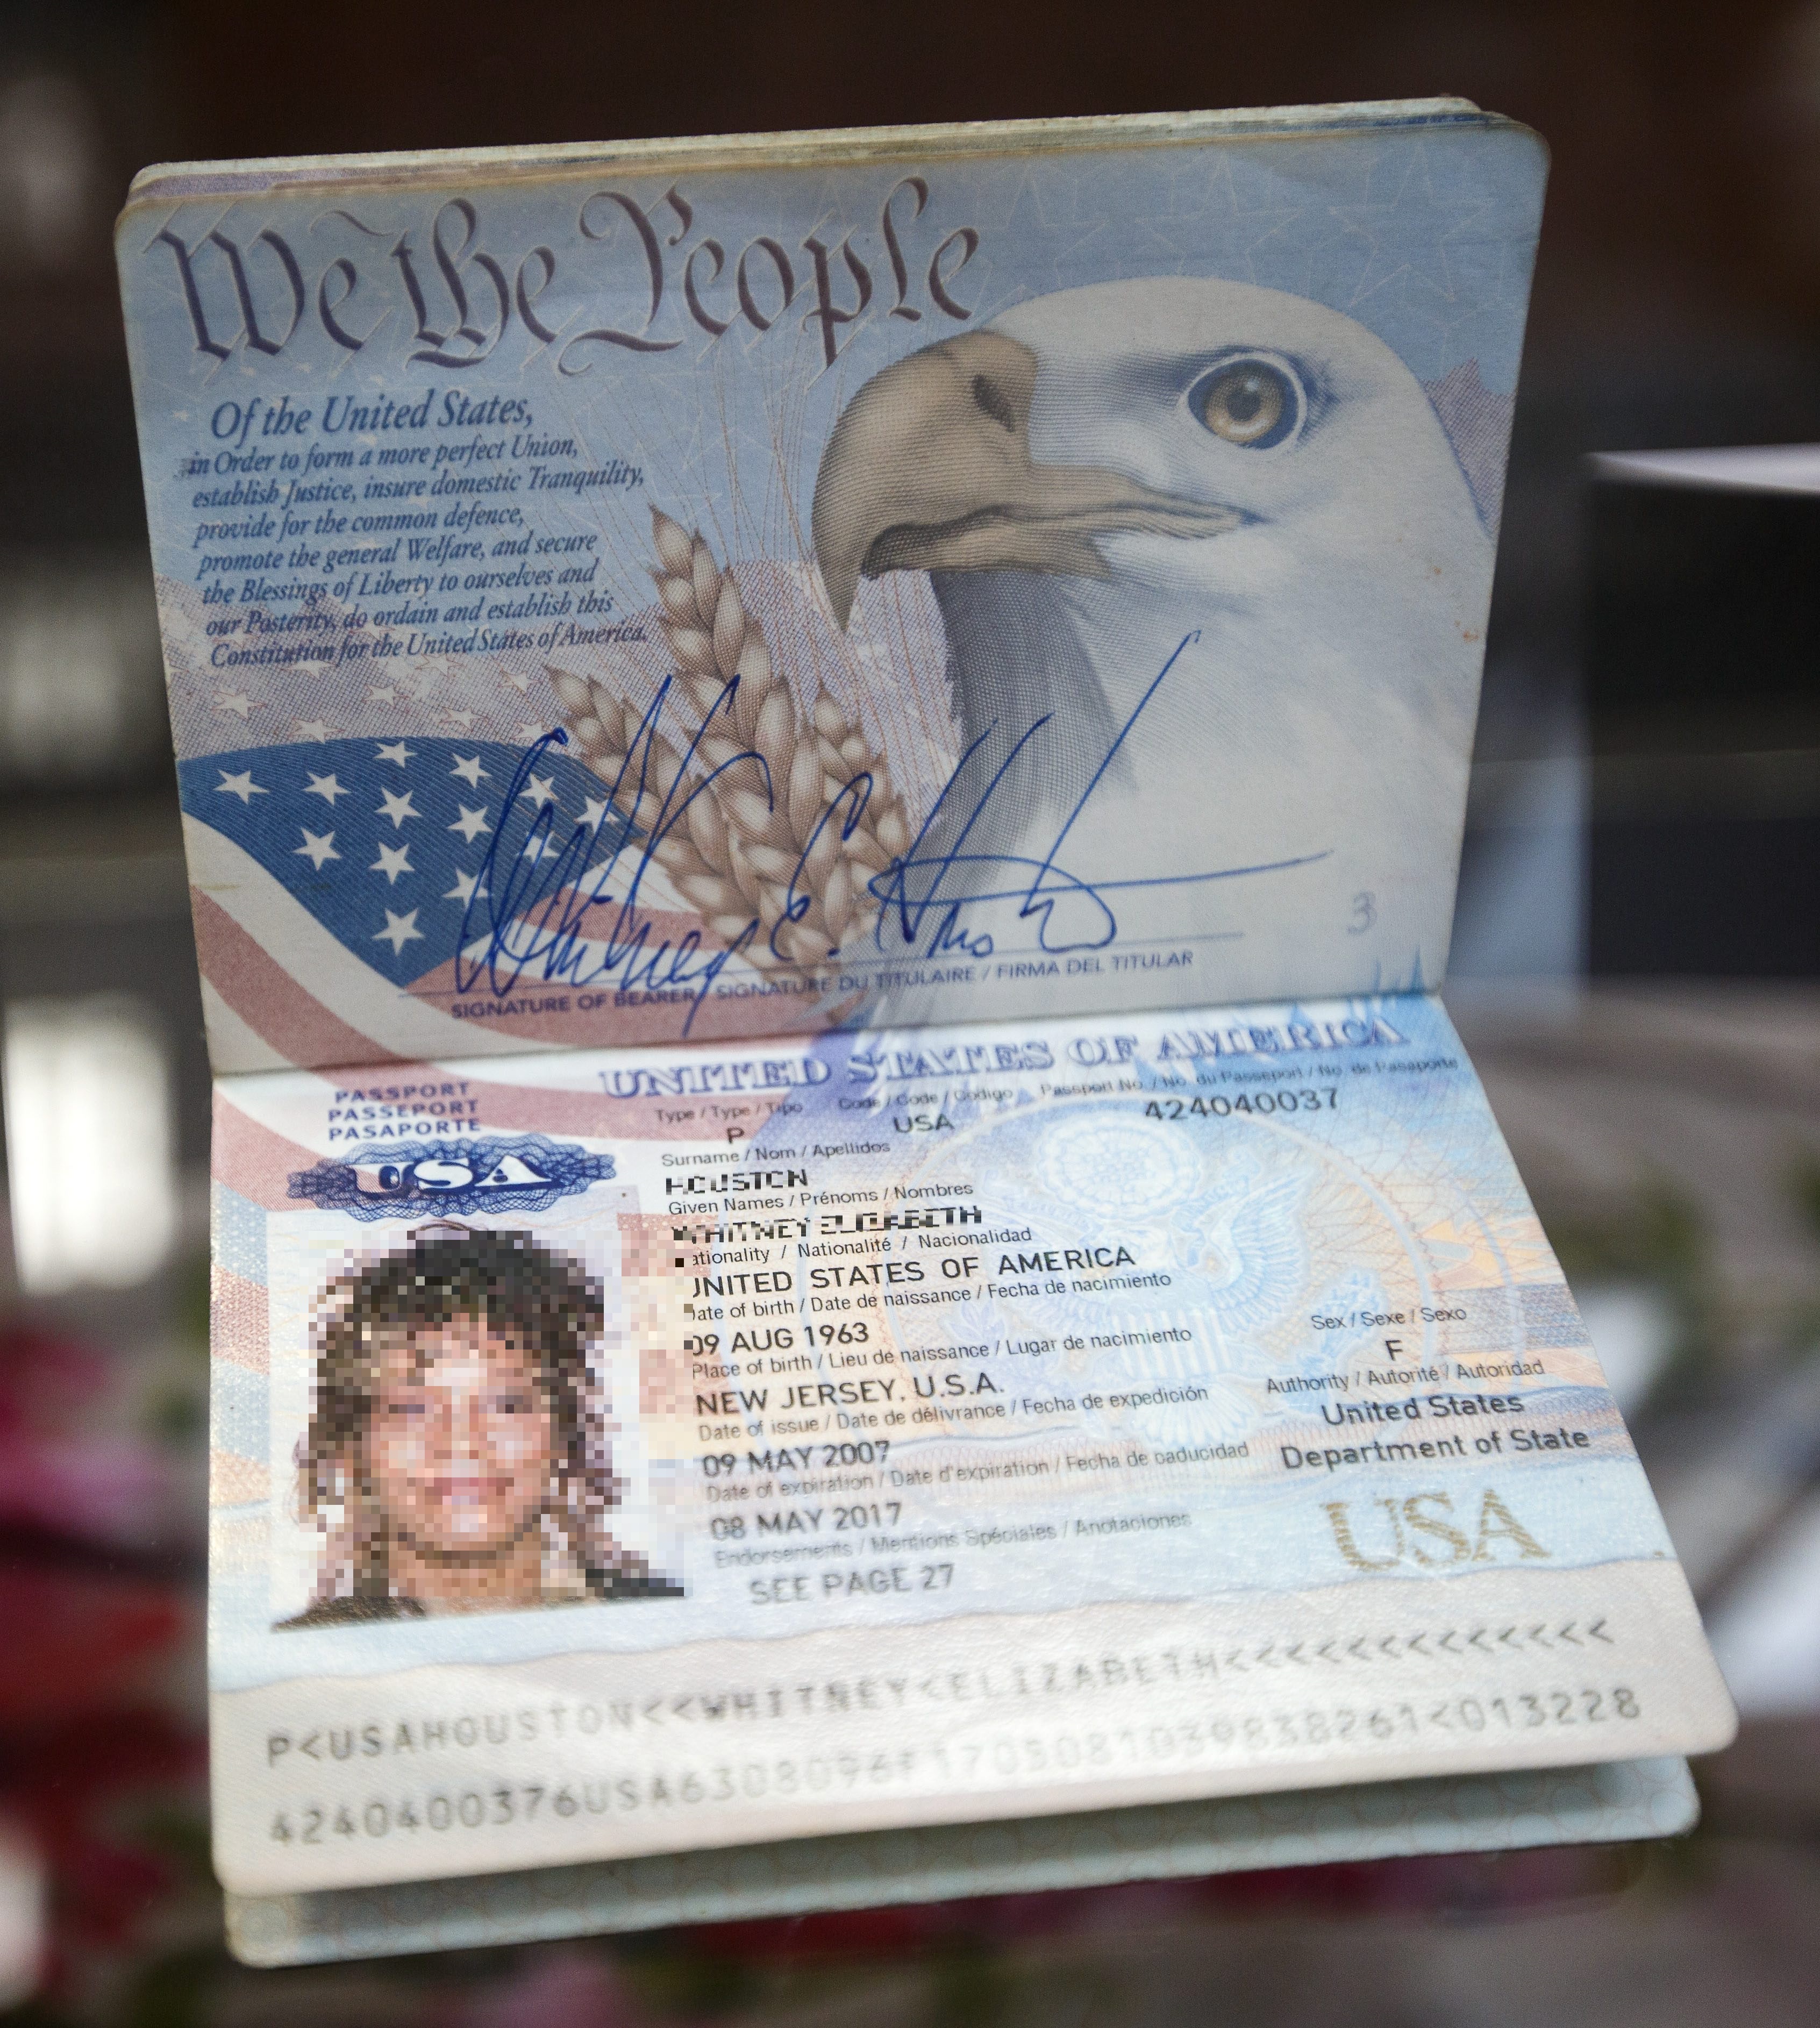 We the People
Of the United States,
in Order to form a more perfect Union,
establish Justice, insure domestic Tranquility,
provide for the common defence,
promote the general Welfare, and secure
the Blessings of Liberty to ourselves and
our Posterity, do ordain and establish this
Constitution for the United States of America.
Whitney E. Houston
3
SIGNATURE OF BEARER / SIGNATURE DU TITULAIRE / FIRMA DEL TITULAR
PASSPORT
PASSEPORT
PASAPORTE
USA
UNITED STATES OF AMERICA
Type / Type / Tipo Code / Code / Codigo Passport No. / No. du Passeport / No. de Pasaporte
P USA 424040037
Surname / Nom / Apellidos
HOUSTON
Given Names / Prénoms / Nombres
WHITNEY ELIZABETH
ationality / Nationalité / Nacionalidad
UNITED STATES OF AMERICA
Date of birth / Date de naissance / Fecha de nacimiento
09 AUG 1963
Place of birth / Lieu de naissance / Lugar de nacimiento
NEW JERSEY, U.S.A.
Date of issue / Date de délivrance / Fecha de expedición
09 MAY 2007
Date of expiration / Date d'expiration / Fecha de caducidad
08 MAY 2017
Endorsements / Mentions Spéciales / Anotaciones
SEE PAGE 27
Sex / Sexe / Sexo
F
Authority / Autorité / Autoridad
United States
Department of State
USA
P<USAHOUSTON<<WHITNEY<ELIZABETH<<<<<<<<<<<<<
4240400376USA6308096F1705081039838261<013228